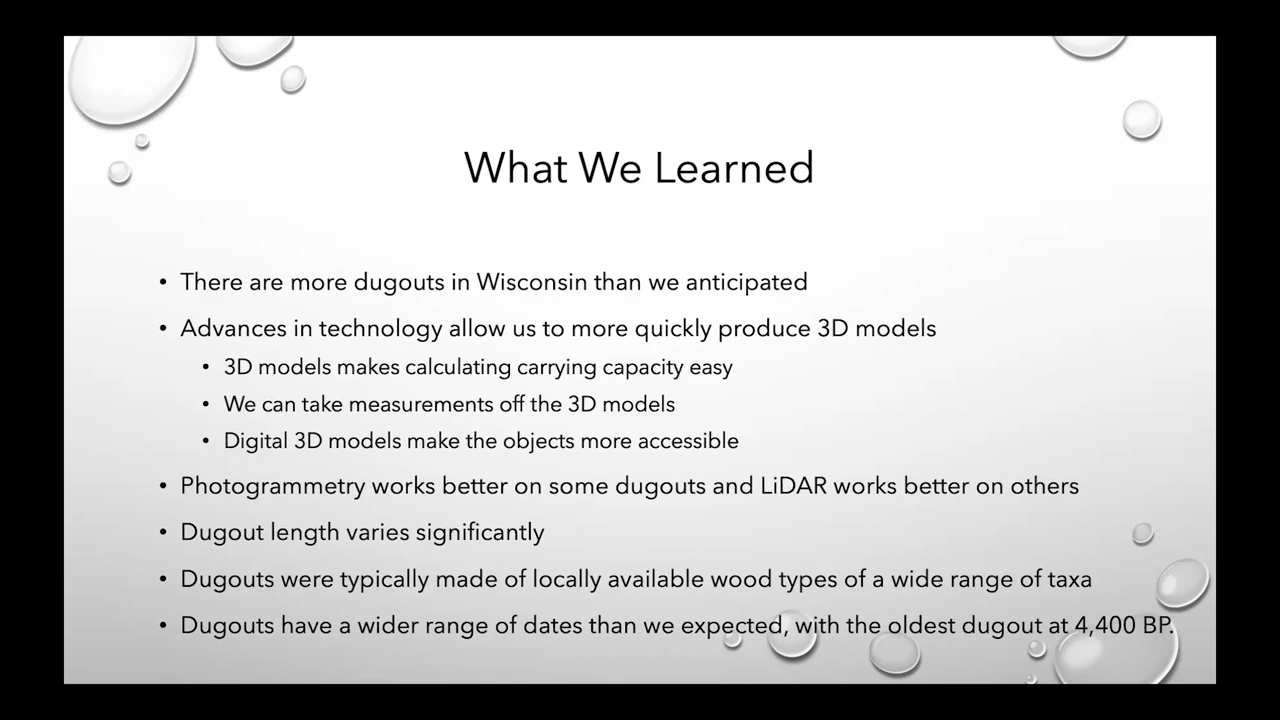 What We Learned
• There are more dugouts in Wisconsin than we anticipated
• Advances in technology allow us to more quickly produce 3D models
• 3D models makes calculating carrying capacity easy
• We can take measurements off the 3D models
• Digital 3D models make the objects more accessible
• Photogrammetry works better on some dugouts and LiDAR works better on others
• Dugout length varies significantly
• Dugouts were typically made of locally available wood types of a wide range of taxa
• Dugouts have a wider range of dates than we expected, with the oldest dugout at 4,400 BP.